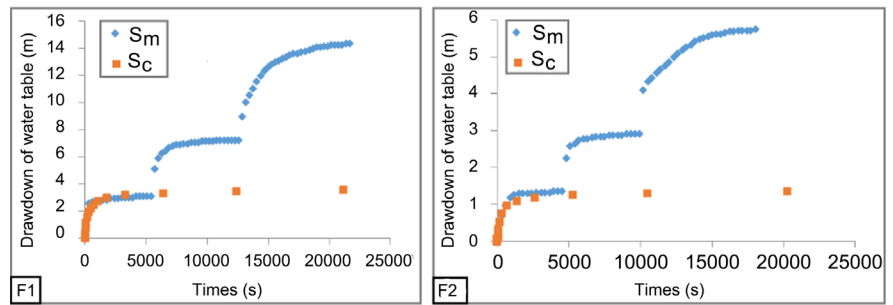 Drawdown of water table (m)
16
14
12
10
8
6
4
2
0
Sm
Sc
0 5000 10000 15000 20000 25000
Times (s)
F1
Drawdown of water table (m)
6
5
4
3
2
1
0
Sm
Sc
0 5000 10000 15000 20000 25000
Times (s)
F2